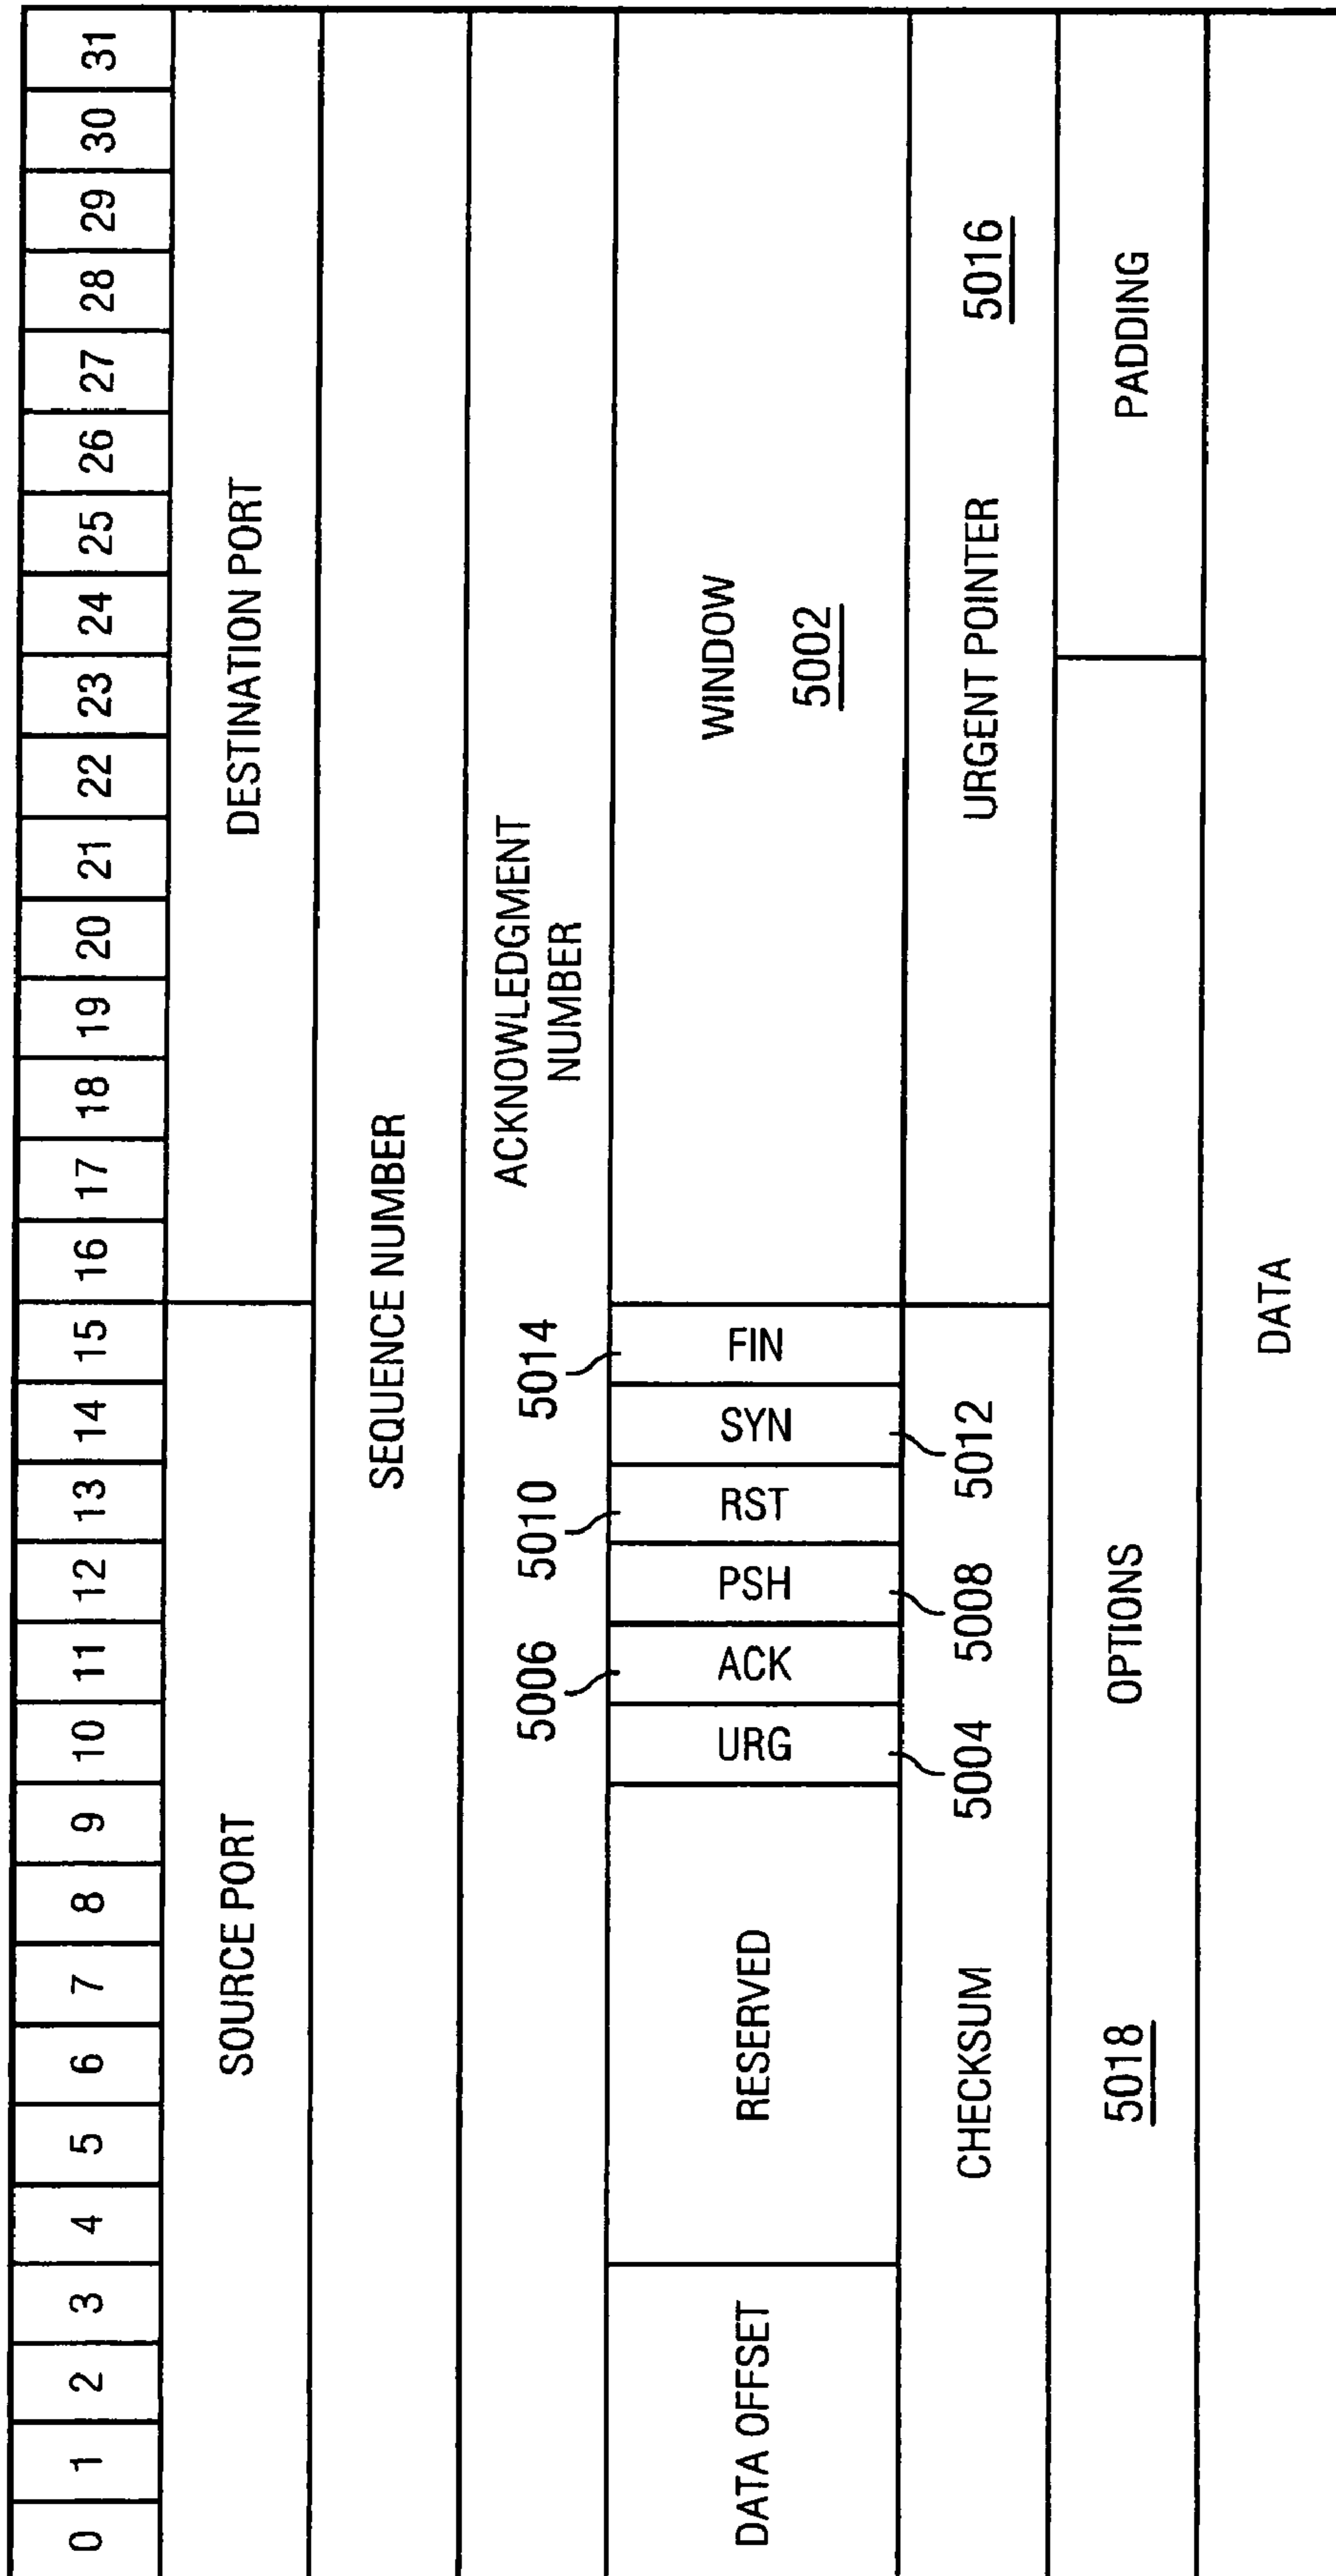 0 1 2 3 4 5 6 7 8 9 10 11 12 13 14 15 16 17 18 19 20 21 22 23 24 25 26 27 28 29 30 31
SOURCE PORT DESTINATION PORT
SEQUENCE NUMBER
ACKNOWLEDGMENT
NUMBER
5006 5010 5014
DATA OFFSET RESERVED URG ACK PSH RST SYN FIN WINDOW
5002
5004 5008 5012
CHECKSUM URGENT POINTER 5016
5018 OPTIONS PADDING
DATA